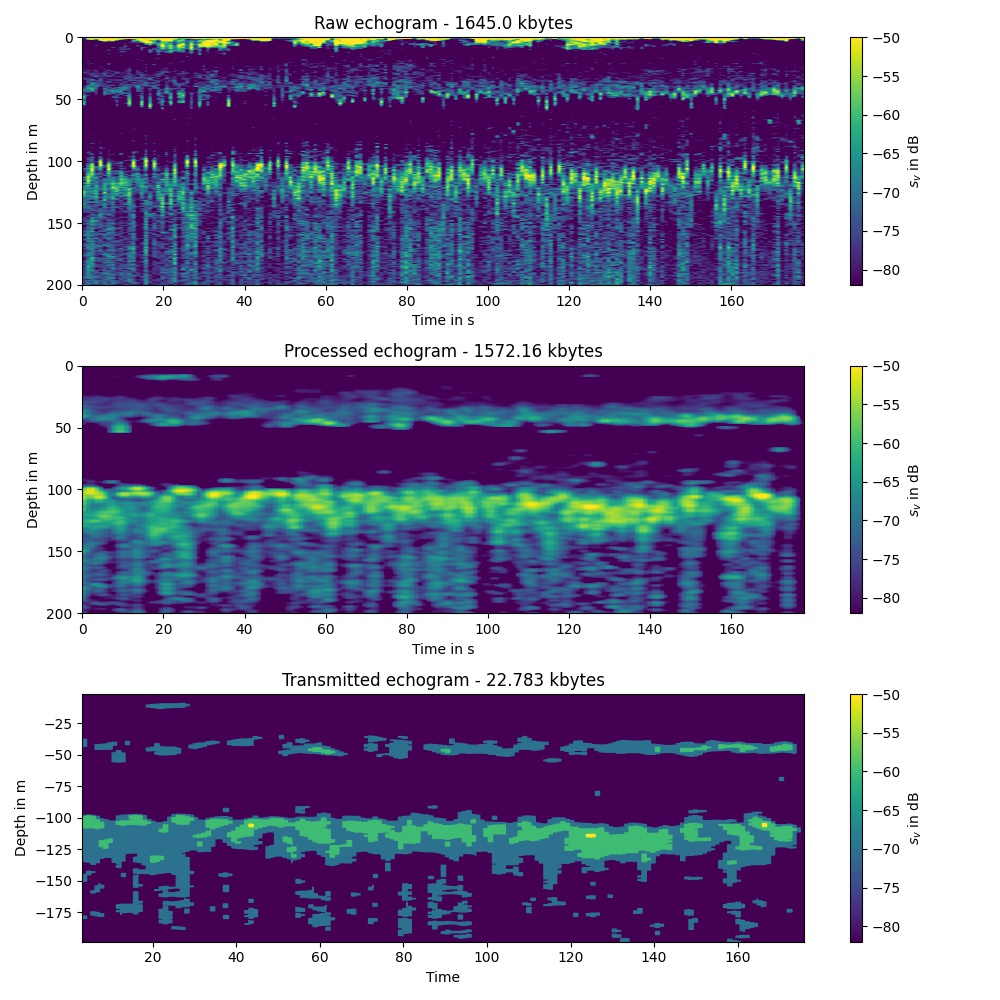 Raw echogram - 1645.0 kbytes
0
50
100
150
200
Depth in m
0 20 40 60 80 100 120 140 160
Time in s
−50
−55
−60
−65
−70
−75
−80
sᵥ in dB
Processed echogram - 1572.16 kbytes
0
50
100
150
200
Depth in m
0 20 40 60 80 100 120 140 160
Time in s
−50
−55
−60
−65
−70
−75
−80
sᵥ in dB
Transmitted echogram - 22.783 kbytes
−25
−50
−75
−100
−125
−150
−175
Depth in m
20 40 60 80 100 120 140 160
Time
−50
−55
−60
−65
−70
−75
−80
sᵥ in dB